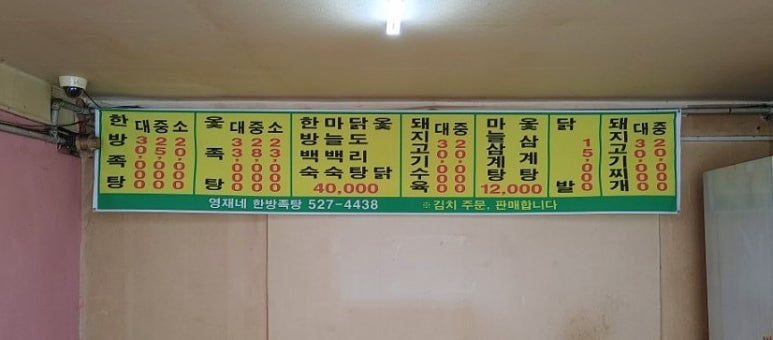 한방족탕
대 30,000
중 25,000
소 20,000
옻족탕
대 33,000
중 28,000
소 23,000
한방백숙
마늘백숙
닭도리탕
옻닭
40,000
돼지고기수육
대 30,000
중 20,000
마늘삼계탕
옻삼계탕
12,000
닭발
15,000
돼지고기찌개
대 30,000
중 20,000
영재네 한방족탕 527-4438
※김치 주문, 판매합니다